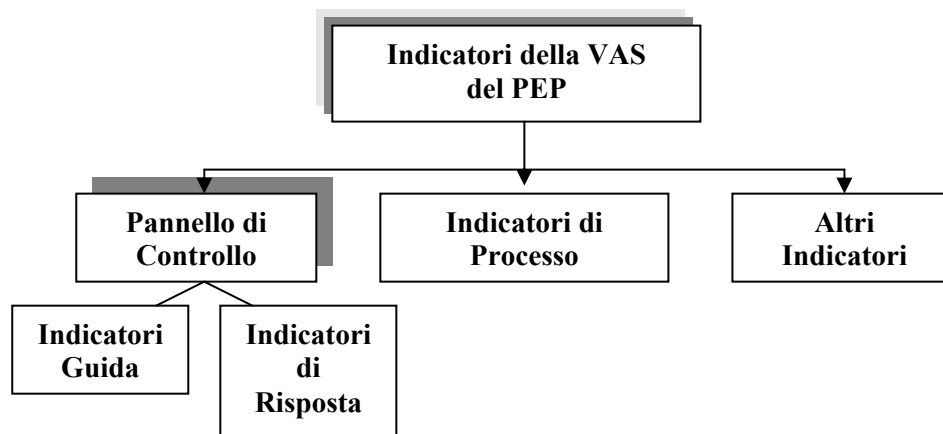 Indicatori della VAS
del PEP
Pannello di
Controllo
Indicatori di
Processo
Altri
Indicatori
Indicatori
Guida
Indicatori
di
Risposta